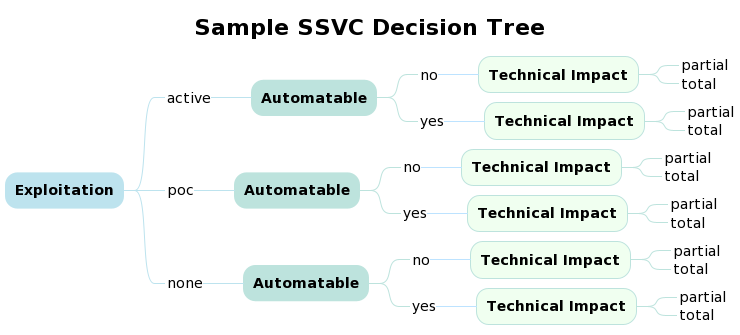 Sample SSVC Decision Tree
Exploitation
active
Automatable
no
Technical Impact
partial
total
yes
Technical Impact
partial
total
poc
Automatable
no
Technical Impact
partial
total
yes
Technical Impact
partial
total
none
Automatable
no
Technical Impact
partial
total
yes
Technical Impact
partial
total